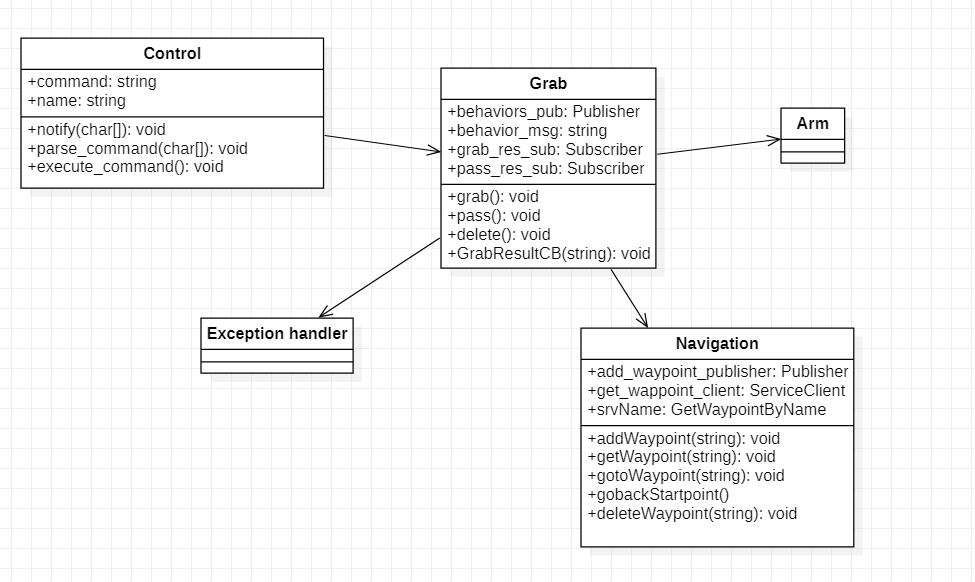 Control
+command: string
+name: string
+notify(char[]): void
+parse_command(char[]): void
+execute_command(): void
Grab
+behaviors_pub: Publisher
+behavior_msg: string
+grab_res_sub: Subscriber
+pass_res_sub: Subscriber
+grab(): void
+pass(): void
+delete(): void
+GrabResultCB(string): void
Arm
Exception handler
Navigation
+add_waypoint_publisher: Publisher
+get_wappoint_client: ServiceClient
+srvName: GetWaypointByName
+addWaypoint(string): void
+getWaypoint(string): void
+gotoWaypoint(string): void
+gobackStartpoint()
+deleteWaypoint(string): void